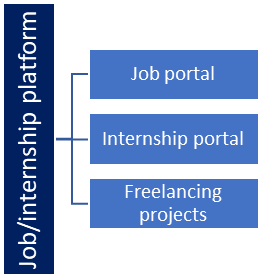 Job/internship platform
Job portal
Internship portal
Freelancing
projects